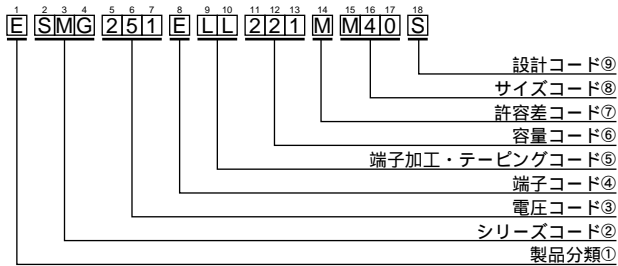 1 2 3 4 5 6 7 8 9 10 11 12 13 14 15 16 17 18
E SMG 251 E LL 221 M M40 S
設計コード⑨
サイズコード⑧
許容差コード⑦
容量コード⑥
端子加工・テーピングコード⑤
端子コード④
電圧コード③
シリーズコード②
製品分類①